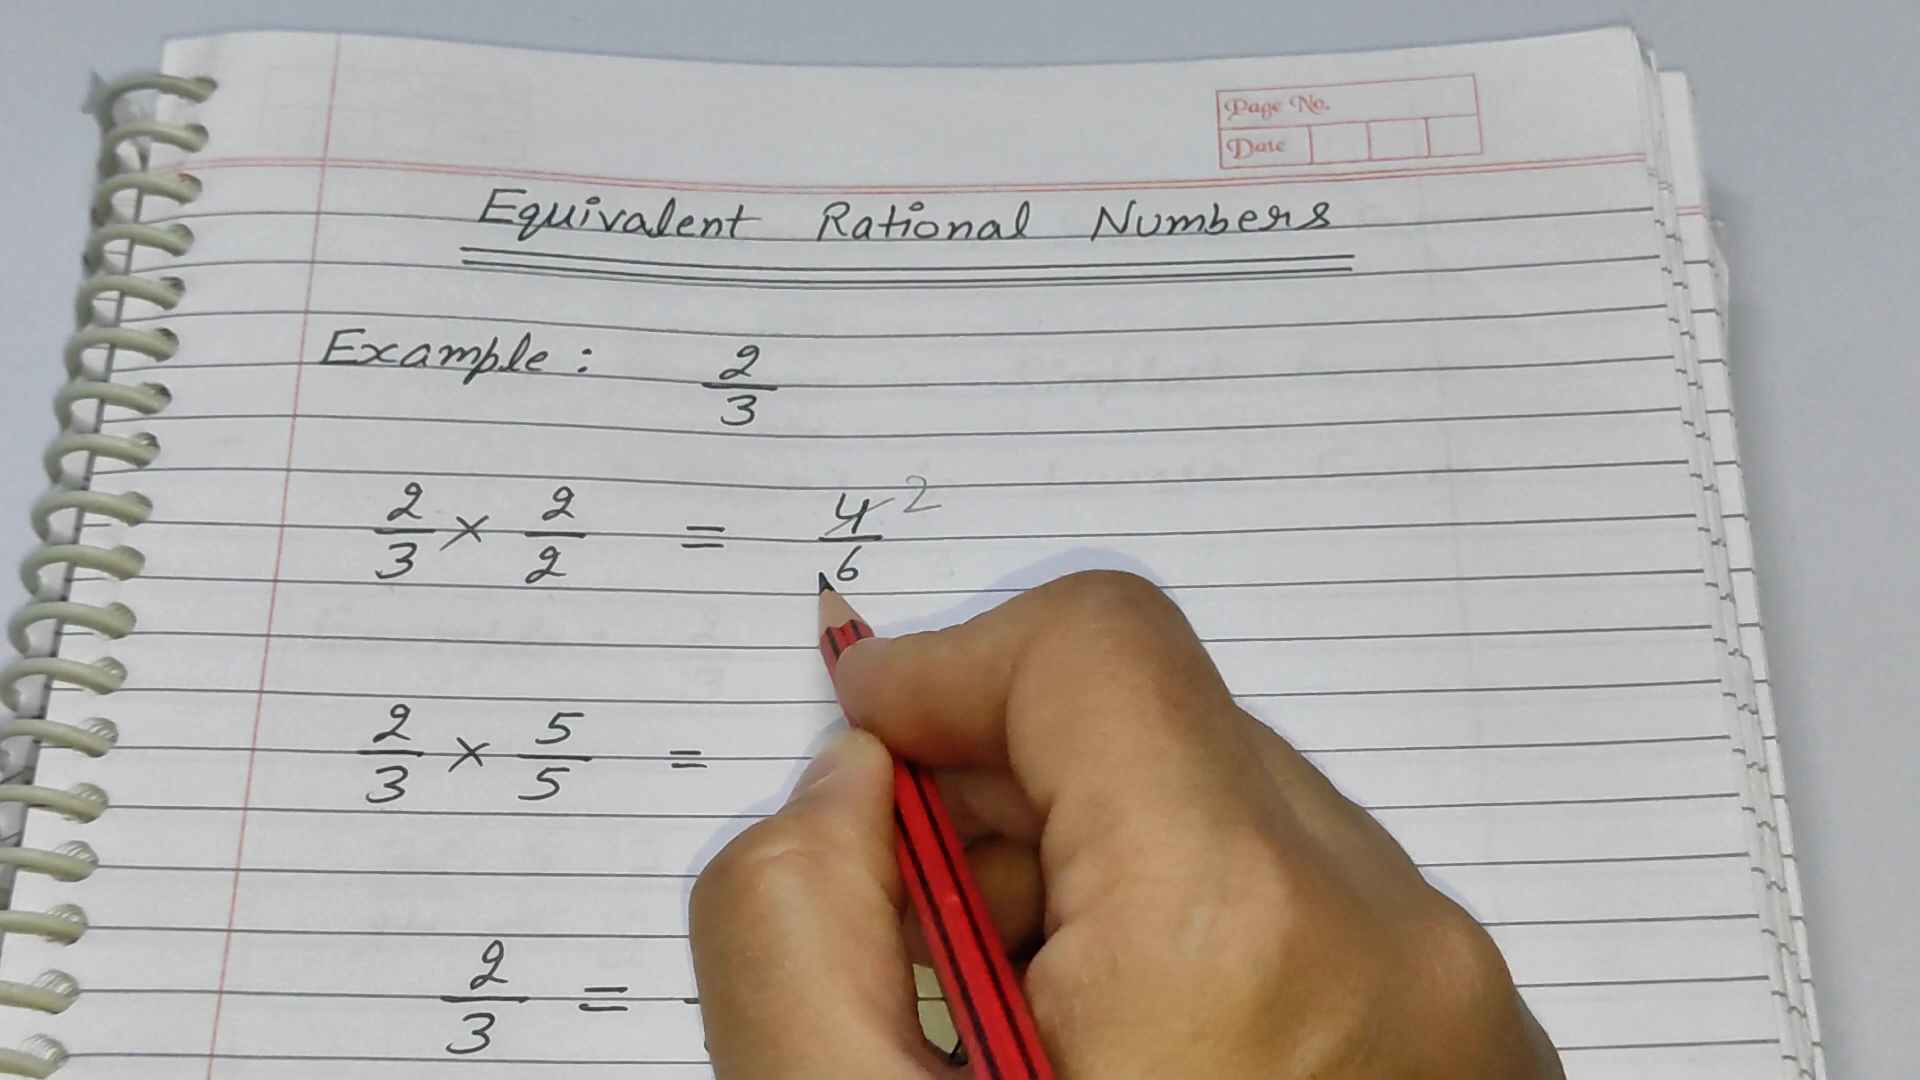 Page No.
Date
Equivalent Rational Numbers
Example : 2/3
2/3 × 2/2 = 4/6 2
2/3 × 5/5 =
2/3 =